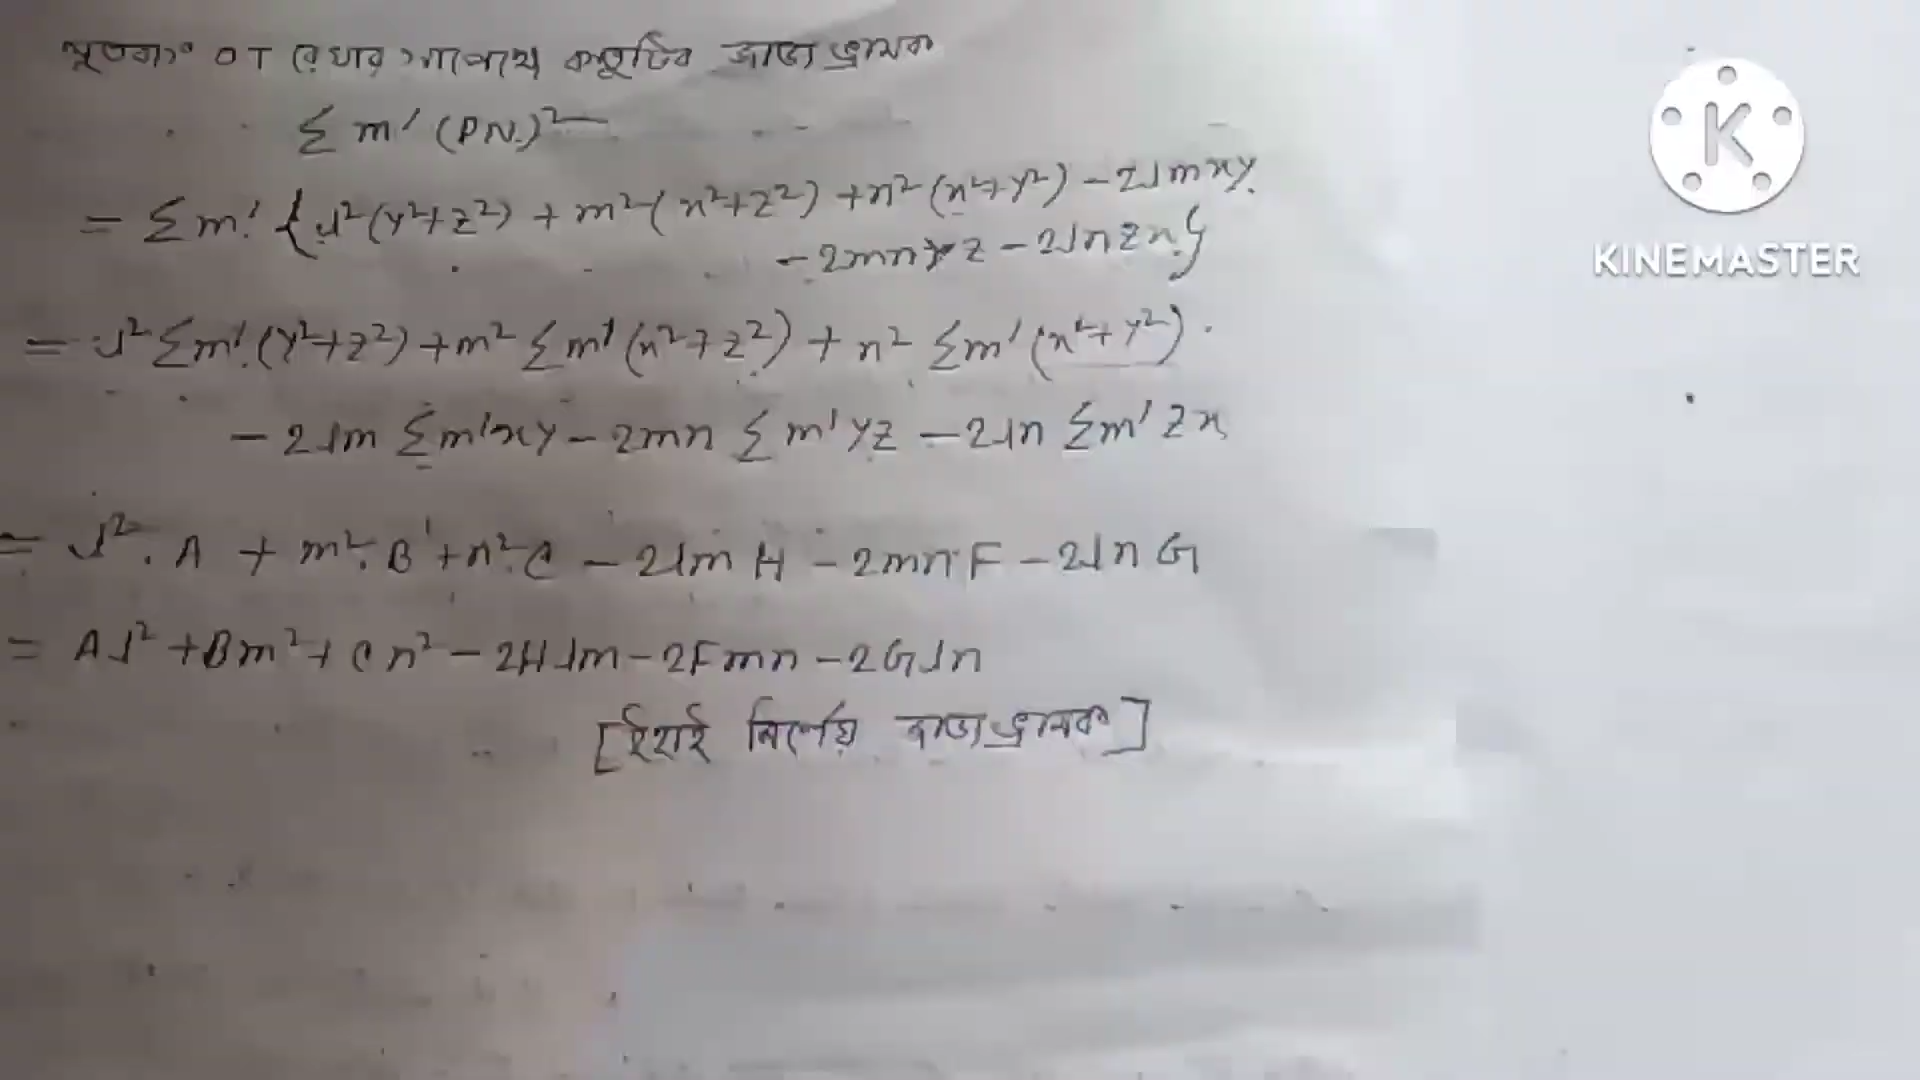 সুতরাং OT রেখার সাপেক্ষে বস্তুটির জাড্য ভ্রামক
Σ m' (PN)²
= Σm' {l²(y²+z²) + m²(x²+z²) + n²(x²+y²) - 2lmxy
- 2mnyz - 2lnzx}
= l² Σm'(y²+z²) + m² Σm'(x²+z²) + n² Σm'(x²+y²)
- 2lm Σm'xy - 2mn Σm'yz - 2ln Σm'zx
= l².A + m².B + n².C - 2lm H - 2mn F - 2ln G
= Al² + Bm² + Cn² - 2Hlm - 2Fmn - 2Gln
[ইহাই নির্ণেয় জাড্য ভ্রামক]
K
KINEMASTER